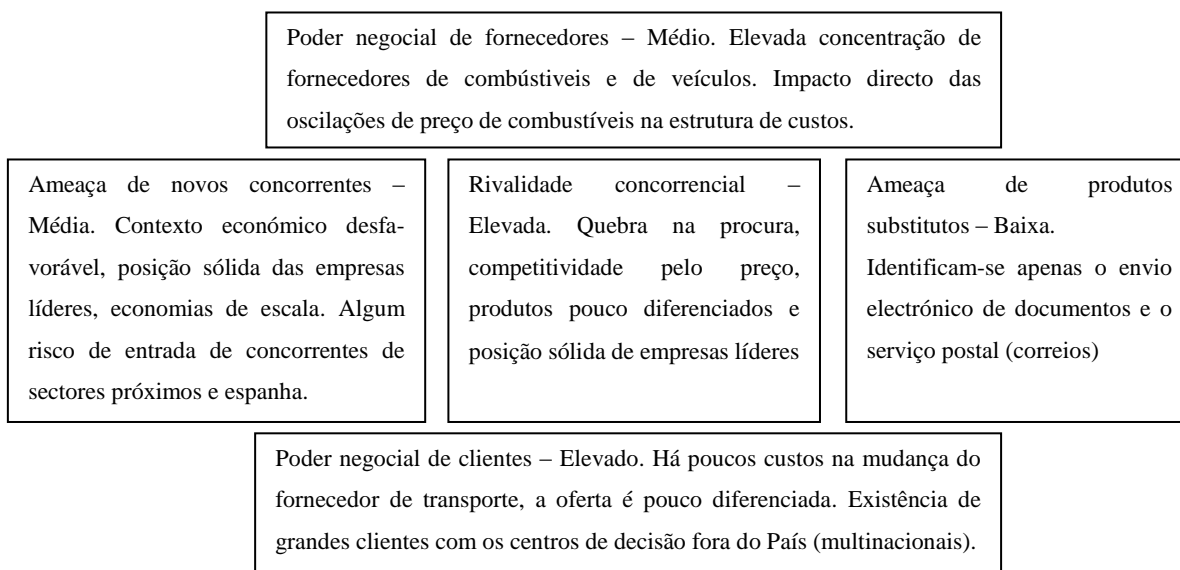 Poder negocial de fornecedores – Médio. Elevada concentração de
fornecedores de combústiveis e de veículos. Impacto directo das
oscilações de preço de combustíveis na estrutura de custos.
Ameaça de novos concorrentes –
Média. Contexto económico desfa-
vorável, posição sólida das empresas
líderes, economias de escala. Algum
risco de entrada de concorrentes de
sectores próximos e espanha.
Rivalidade concorrencial –
Elevada. Quebra na procura,
competitividade pelo preço,
produtos pouco diferenciados e
posição sólida de empresas líderes
Ameaça de produtos
substitutos – Baixa.
Identificam-se apenas o envio
electrónico de documentos e o
serviço postal (correios)
Poder negocial de clientes – Elevado. Há poucos custos na mudança do
fornecedor de transporte, a oferta é pouco diferenciada. Existência de
grandes clientes com os centros de decisão fora do País (multinacionais).